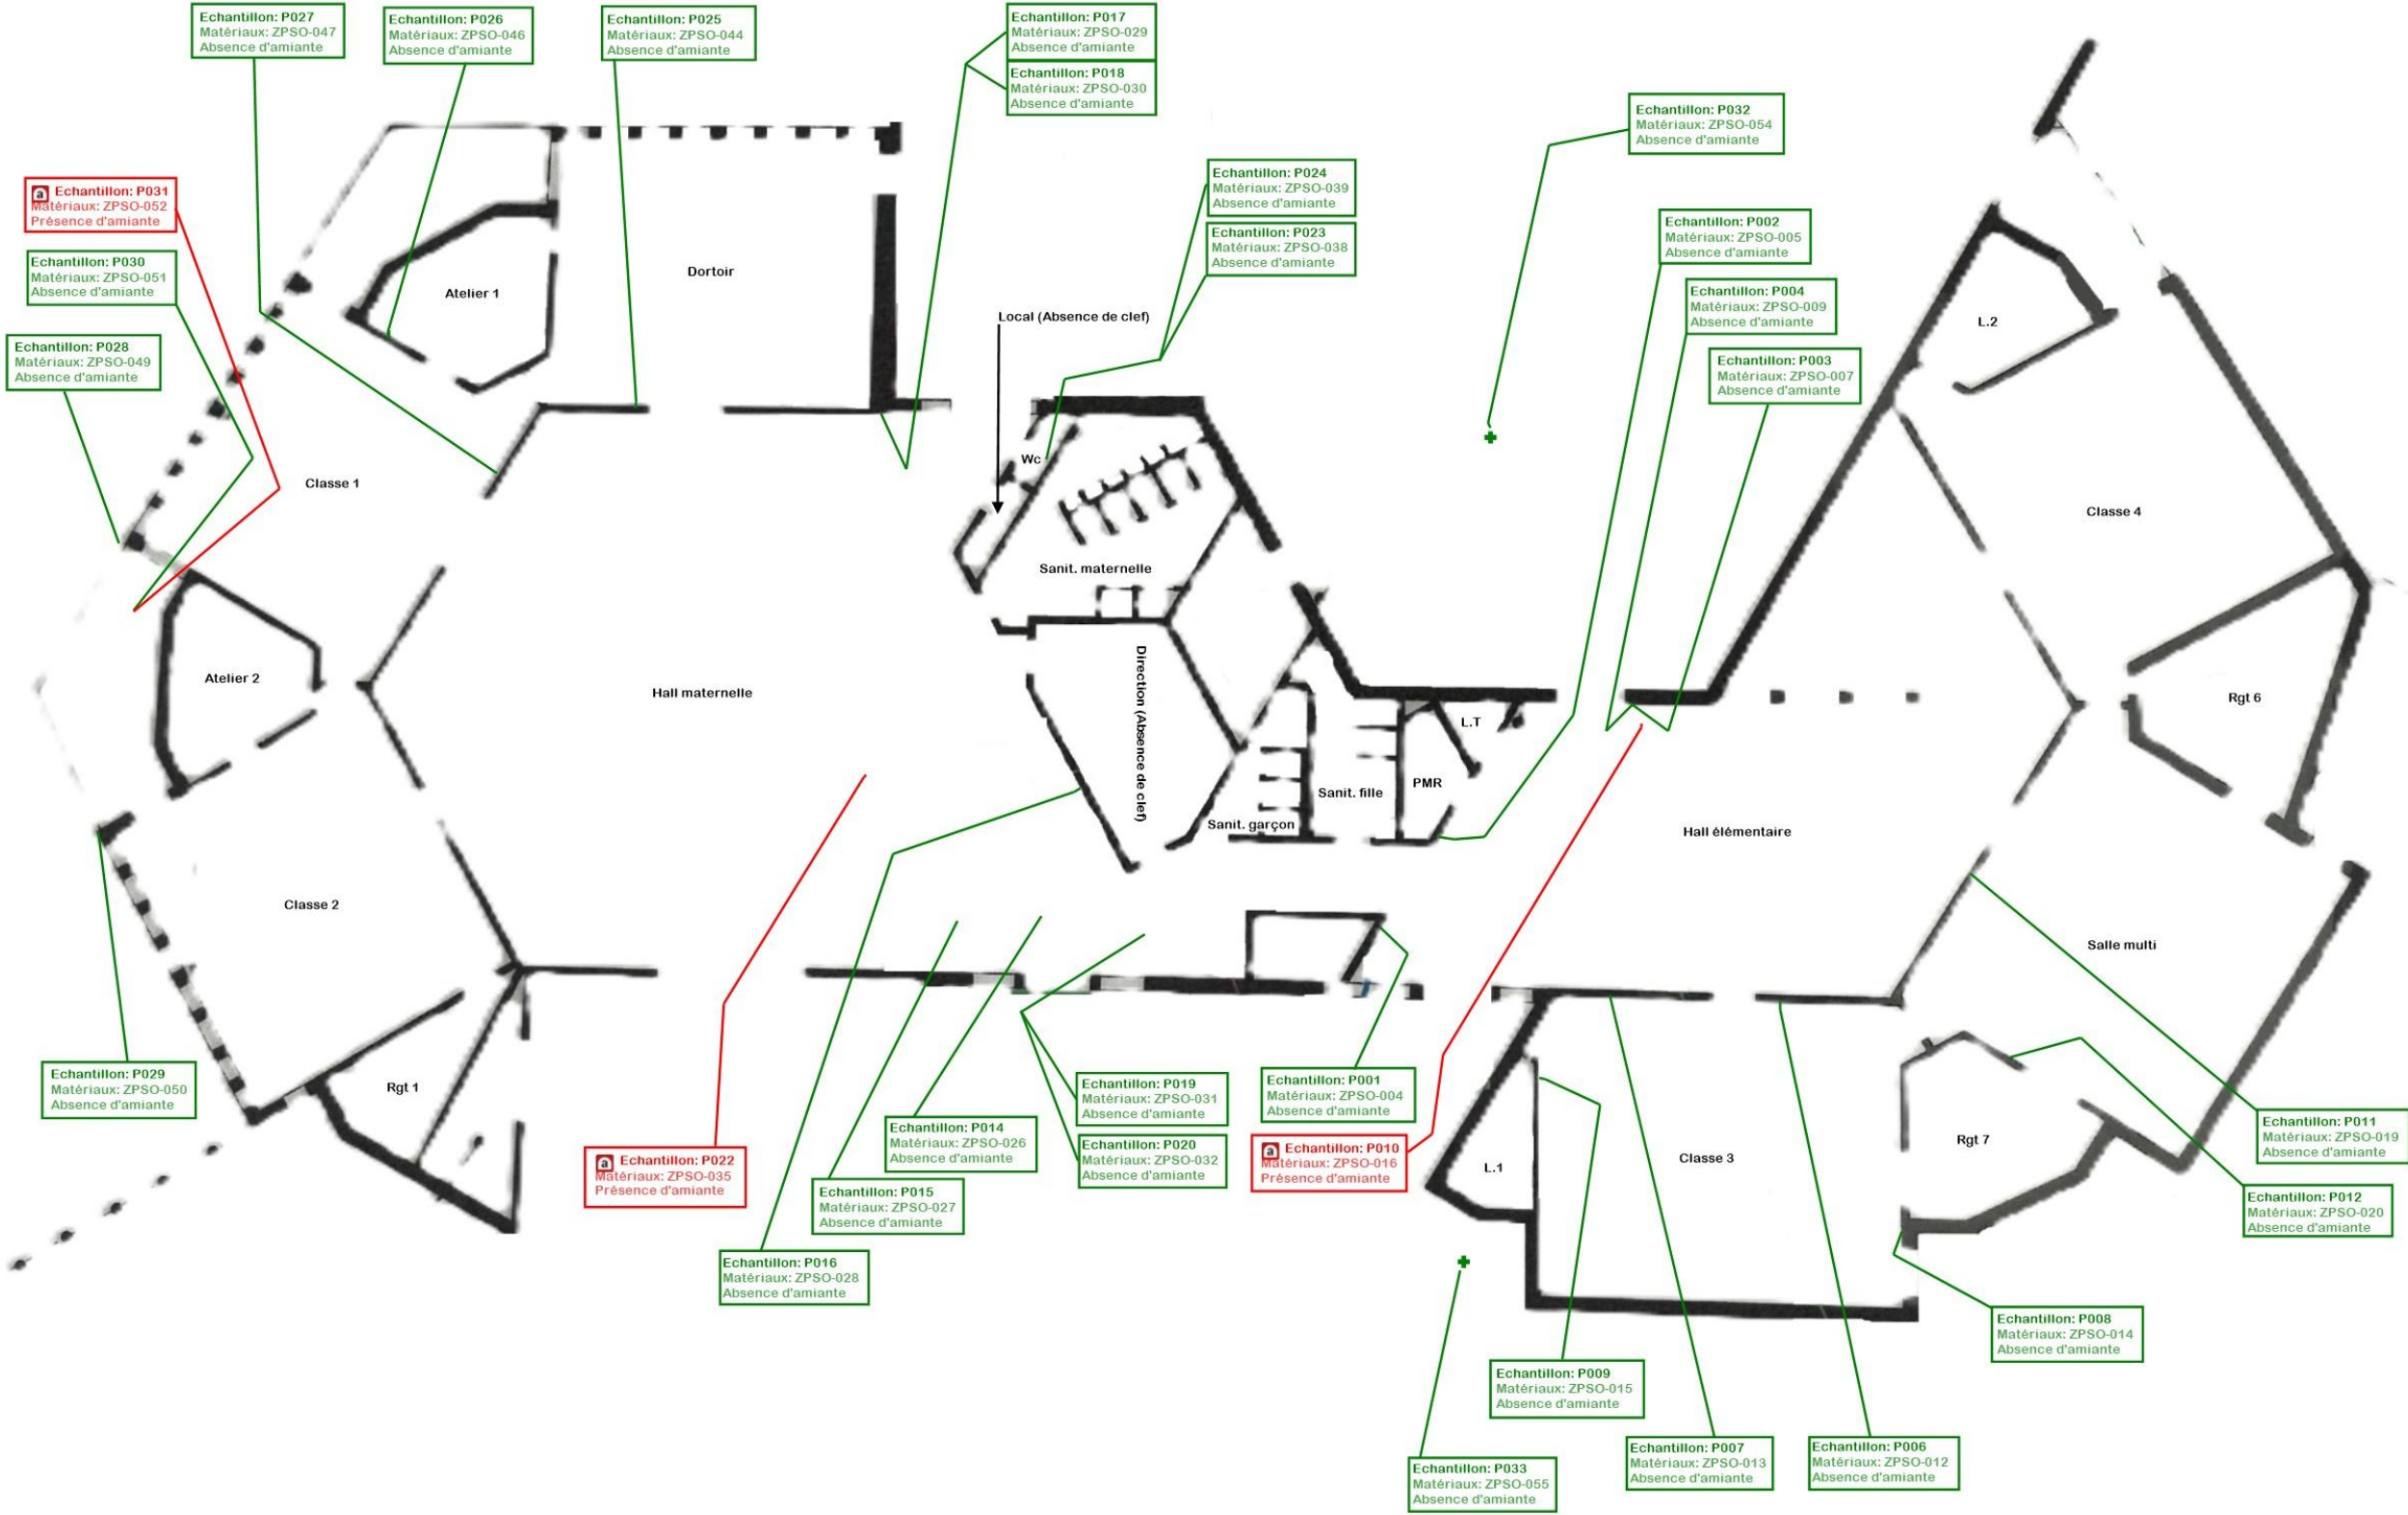 Echantillon: P027
Matériaux: ZPSO-047
Absence d'amiante
Echantillon: P026
Matériaux: ZPSO-046
Absence d'amiante
Echantillon: P025
Matériaux: ZPSO-044
Absence d'amiante
Echantillon: P017
Matériaux: ZPSO-029
Absence d'amiante
Echantillon: P018
Matériaux: ZPSO-030
Absence d'amiante
Echantillon: P032
Matériaux: ZPSO-054
Absence d'amiante
Echantillon: P024
Matériaux: ZPSO-039
Absence d'amiante
Echantillon: P023
Matériaux: ZPSO-038
Absence d'amiante
a Echantillon: P031
Matériaux: ZPSO-052
Présence d'amiante
Echantillon: P030
Matériaux: ZPSO-051
Absence d'amiante
Echantillon: P028
Matériaux: ZPSO-049
Absence d'amiante
Echantillon: P002
Matériaux: ZPSO-005
Absence d'amiante
Echantillon: P004
Matériaux: ZPSO-009
Absence d'amiante
Echantillon: P003
Matériaux: ZPSO-007
Absence d'amiante
Dortoir
Atelier 1
Local (Absence de clef)
L.2
Wc
Classe 1
Classe 4
Sanit. maternelle
Atelier 2
Hall maternelle
Direction (Absence de clef)
L.T
Rgt 6
PMR
Sanit. fille
Sanit. garçon
Hall élémentaire
Classe 2
Salle multi
Rgt 1
Classe 3
L.1
Rgt 7
Echantillon: P029
Matériaux: ZPSO-050
Absence d'amiante
a Echantillon: P022
Matériaux: ZPSO-035
Présence d'amiante
Echantillon: P019
Matériaux: ZPSO-031
Absence d'amiante
Echantillon: P001
Matériaux: ZPSO-004
Absence d'amiante
Echantillon: P014
Matériaux: ZPSO-026
Absence d'amiante
Echantillon: P020
Matériaux: ZPSO-032
Absence d'amiante
a Echantillon: P010
Matériaux: ZPSO-016
Présence d'amiante
Echantillon: P015
Matériaux: ZPSO-027
Absence d'amiante
Echantillon: P016
Matériaux: ZPSO-028
Absence d'amiante
Echantillon: P011
Matériaux: ZPSO-019
Absence d'amiante
Echantillon: P012
Matériaux: ZPSO-020
Absence d'amiante
Echantillon: P008
Matériaux: ZPSO-014
Absence d'amiante
Echantillon: P009
Matériaux: ZPSO-015
Absence d'amiante
Echantillon: P033
Matériaux: ZPSO-055
Absence d'amiante
Echantillon: P007
Matériaux: ZPSO-013
Absence d'amiante
Echantillon: P006
Matériaux: ZPSO-012
Absence d'amiante